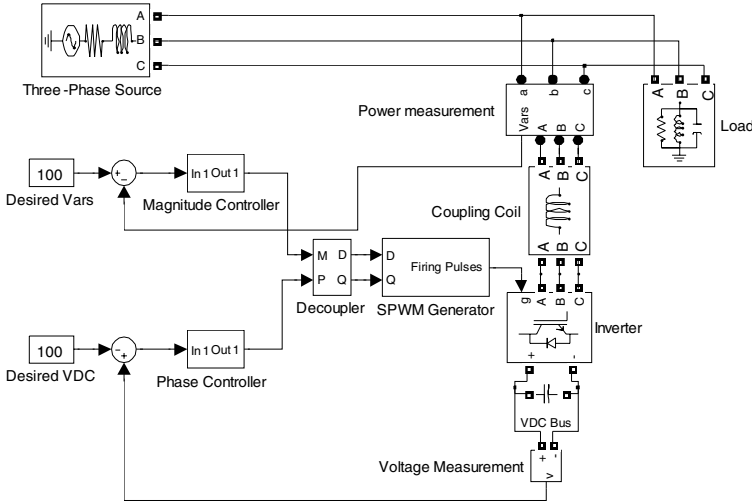 A
B
C
Three -Phase Source
a b c
Vars
A B C
Power measurement
A B C
Load
100
Desired Vars
+
-
In 1 Out 1
Magnitude Controller
A B C
Coupling Coil
A B C
M D
P Q
Decoupler
D
Q
Firing Pulses
SPWM Generator
g A B C
+ -
Inverter
100
Desired VDC
-
+
In 1 Out 1
Phase Controller
VDC Bus
+ -
v
Voltage Measurement